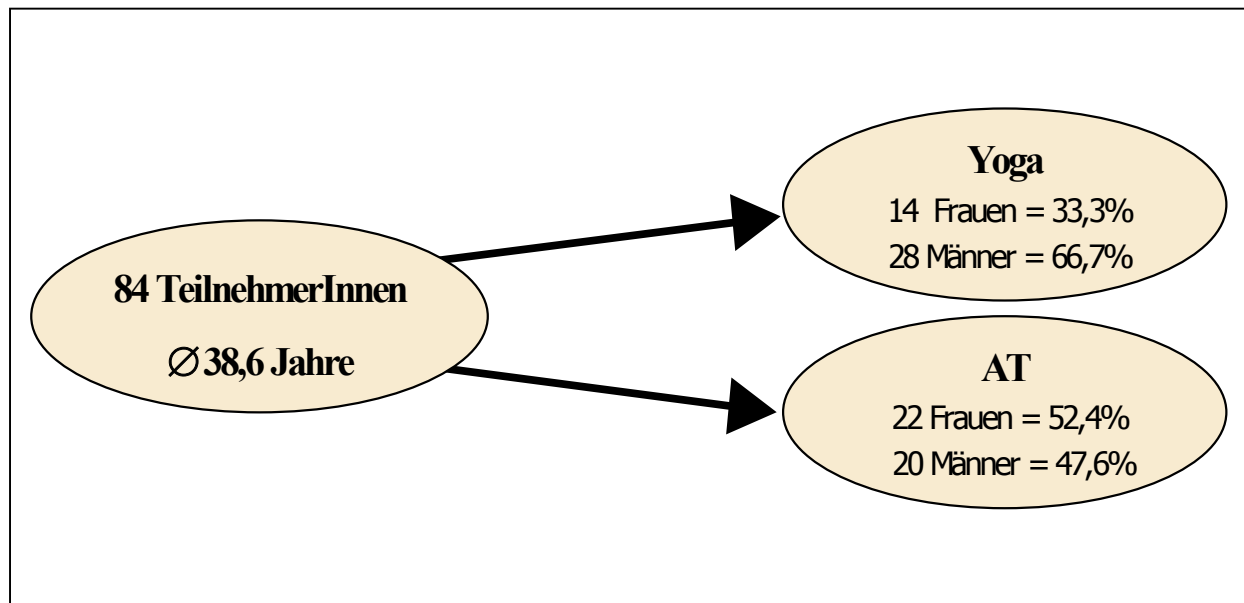 84 TeilnehmerInnen
∅ 38,6 Jahre
Yoga
14 Frauen = 33,3%
28 Männer = 66,7%
AT
22 Frauen = 52,4%
20 Männer = 47,6%